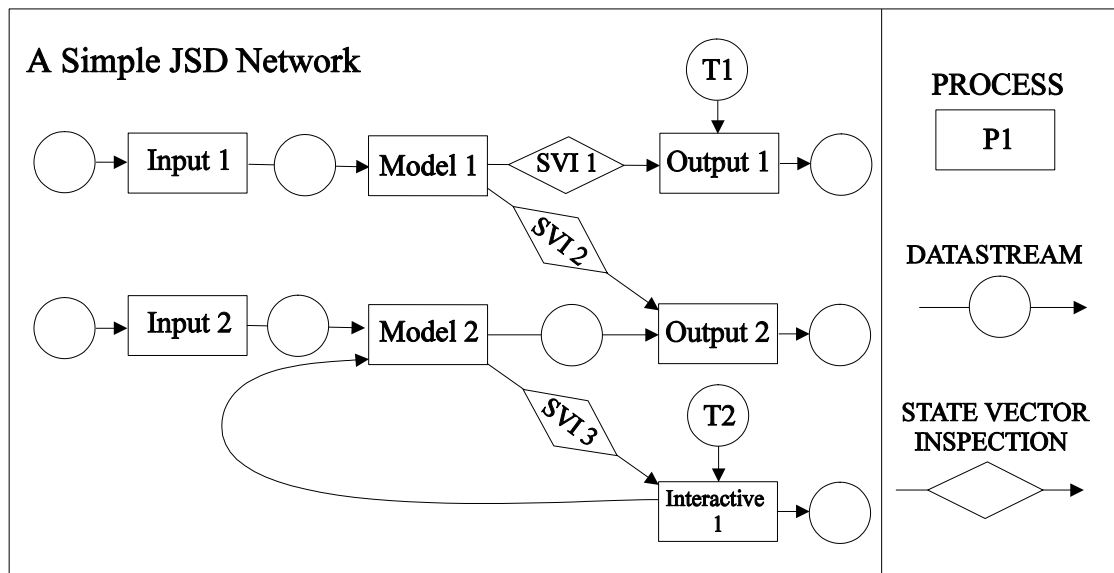 A Simple JSD Network
T1
Input 1
Model 1
SVI 1
Output 1
SVI 2
Input 2
Model 2
Output 2
SVI 3
T2
Interactive
1
PROCESS
P1
DATASTREAM
STATE VECTOR
INSPECTION